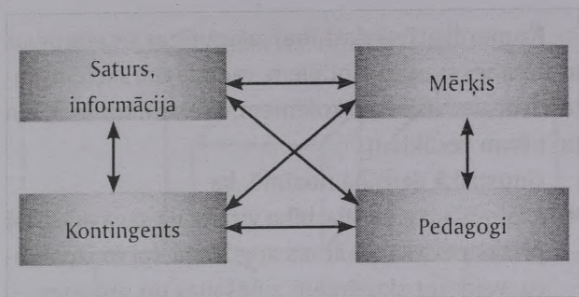 Saturs,
informācija
Mērķis
Kontingents
Pedagogi